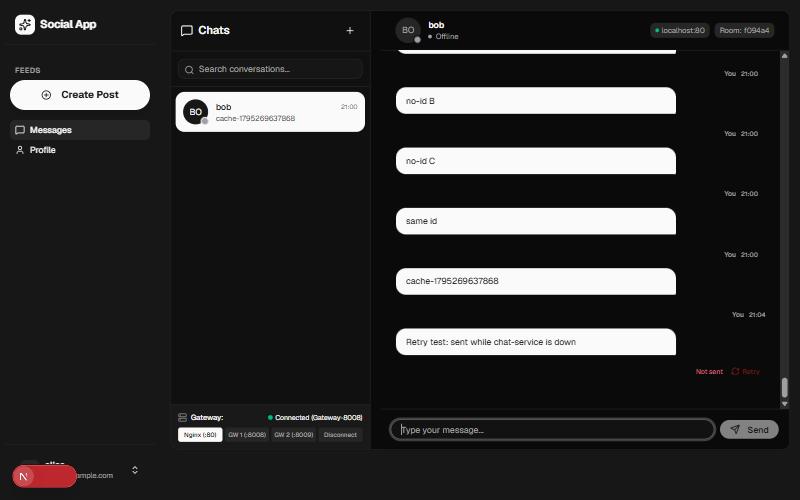 Social App
FEEDS
Create Post
Messages
Profile
N
ample.com
Chats
Search conversations...
BO
bob
21:00
cache-1795269637868
Gateway:
Connected (Gateway-8008)
Nginx (:80)
GW 1 (:8008)
GW 2 (:8009)
Disconnect
BO
bob
Offline
localhost:80
Room: f094a4
You 21:00
no-id B
You 21:00
no-id C
You 21:00
same id
You 21:00
cache-1795269637868
You 21:04
Retry test: sent while chat-service is down
Not sent
Retry
Type your message...
Send